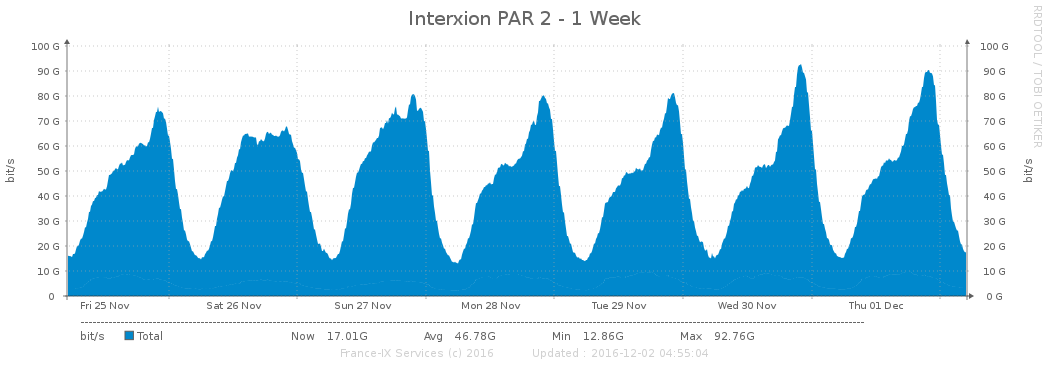 Interxion PAR 2 - 1 Week
RRDTOOL / TOBI OETIKER
100 G 100 G
90 G 90 G
80 G 80 G
70 G 70 G
60 G 60 G
50 G 50 G
40 G 40 G
30 G 30 G
20 G 20 G
10 G 10 G
0 0 G
bit/s bit/s
Fri 25 Nov Sat 26 Nov Sun 27 Nov Mon 28 Nov Tue 29 Nov Wed 30 Nov Thu 01 Dec
bit/s Total Now 17.01G Avg 46.78G Min 12.86G Max 92.76G
France-IX Services (c) 2016 Updated : 2016-12-02 04:55:04